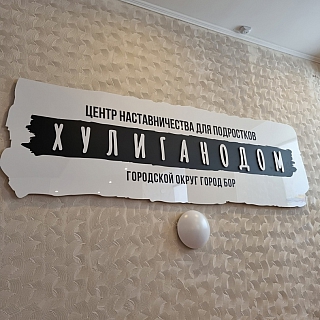 ЦЕНТР НАСТАВНИЧЕСТВА ДЛЯ ПОДРОСТКОВ
ХУЛИГАНОДОМ
ГОРОДСКОЙ ОКРУГ ГОРОД БОР